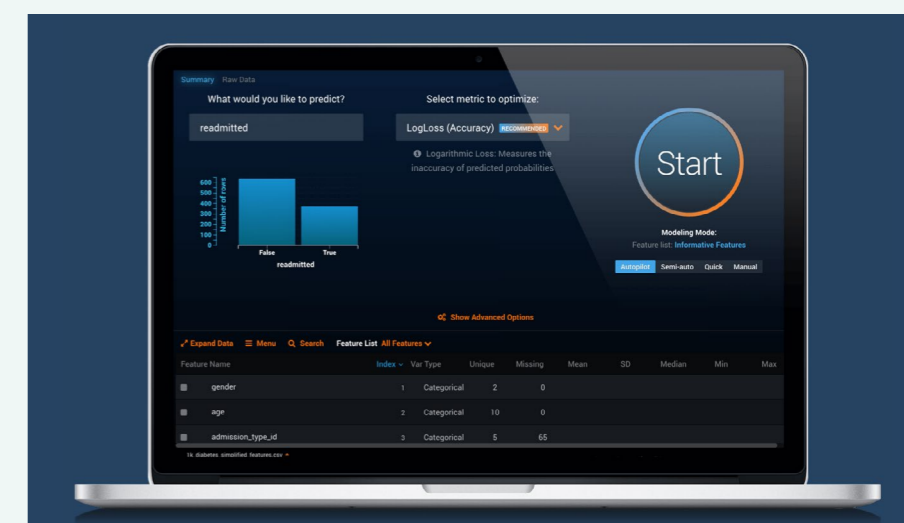 Summary Raw Data
What would you like to predict?
readmitted
600
500
400
300
200
100
0
Number of rows
False True
readmitted
Select metric to optimize:
LogLoss (Accuracy) RECOMMENDED
Logarithmic Loss: Measures the
inaccuracy of predicted probabilities
Start
Modeling Mode:
Feature list: Informative Features
Autopilot Semi-auto Quick Manual
Show Advanced Options
Expand Data Menu Search Feature List All Features
Feature Name Index Var Type Unique Missing Mean SD Median Min Max
gender 1 Categorical 2 0
age 2 Categorical 10 0
admission_type_id 3 Categorical 5 65
1k_diabetes_simplified_features.csv